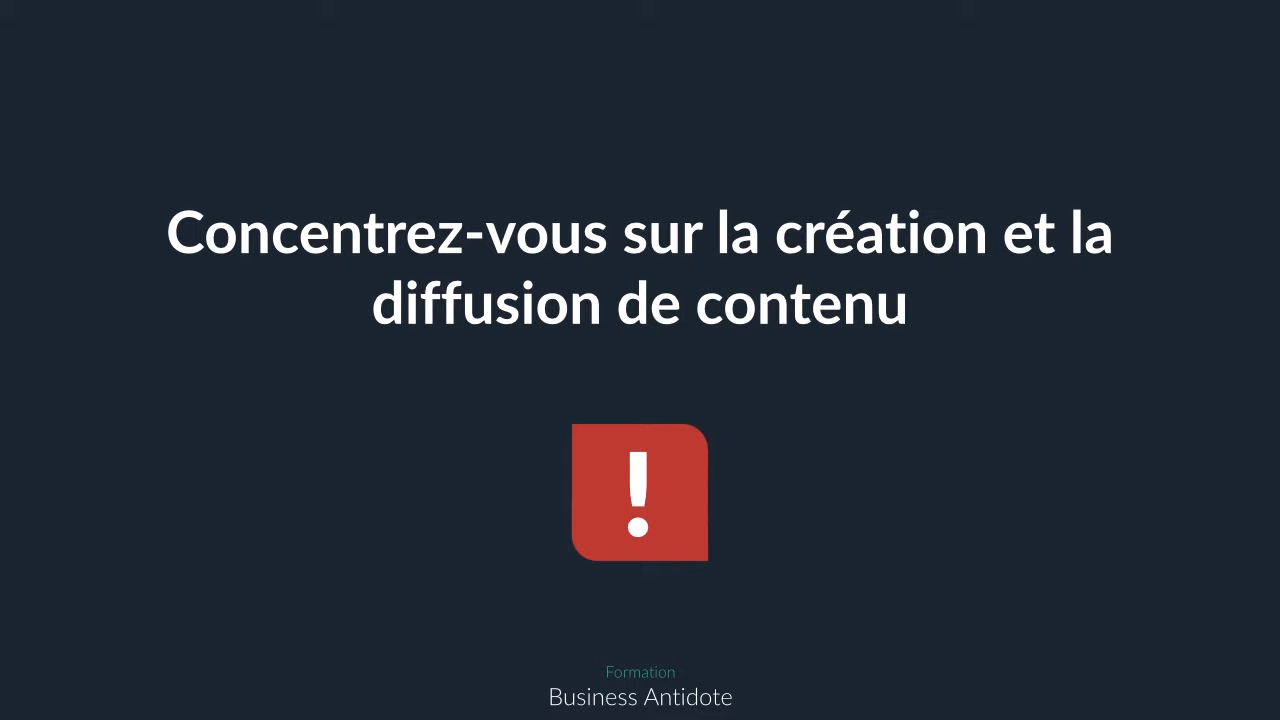 Concentrez-vous sur la création et la
diffusion de contenu
!
Formation
Business Antidote